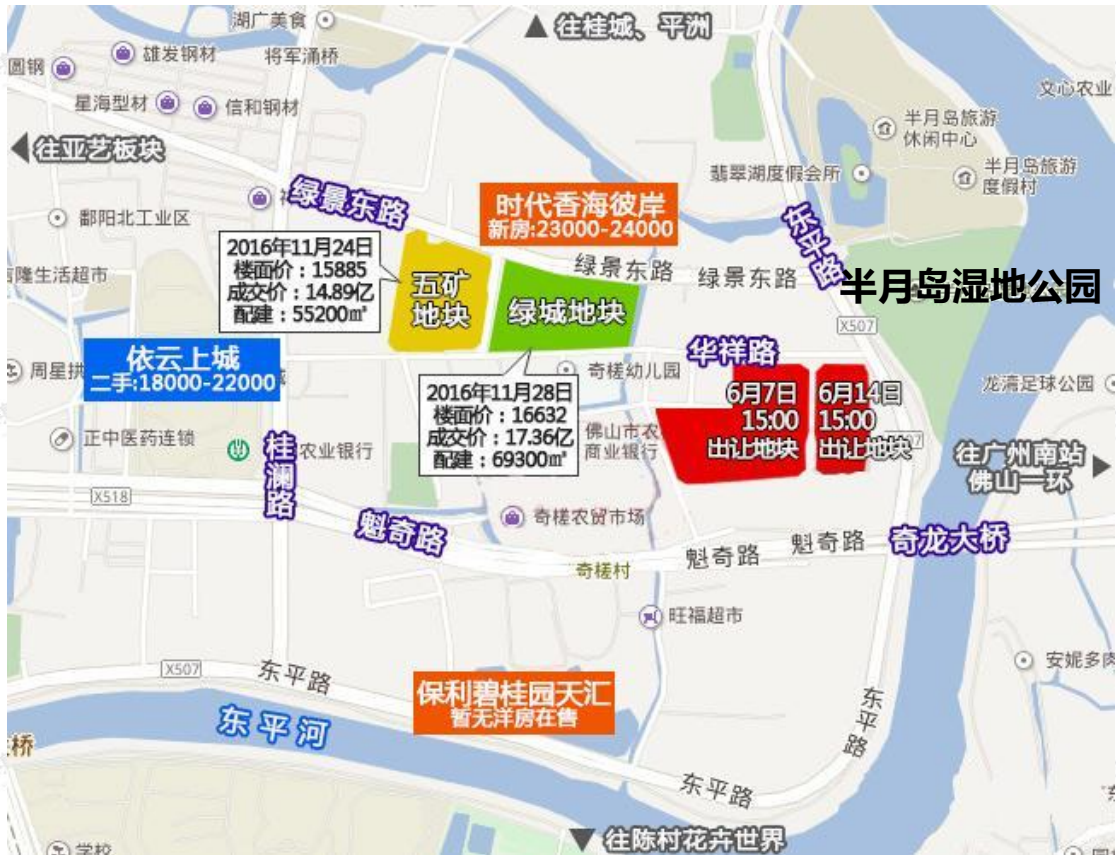 湖广美食
往桂城、平洲
雄发钢材
将军涌桥
圆钢
星海型材
信和钢材
文心农业
半月岛旅游
休闲中心
往亚艺板块
翡翠湖度假会所
半月岛旅游
度假村
鄱阳北工业区
绿景东路
时代香海彼岸
新房:23000-24000
东平路
2016年11月24日
楼面价：15885
成交价：14.89亿
配建：55200㎡
五矿
地块
绿景东路
绿景东路
半月岛湿地公园
隆生活超市
绿城地块
X507
依云上城
二手:18000-22000
周星拱
华祥路
奇槎幼儿园
2016年11月28日
楼面价：16632
成交价：17.36亿
配建：69300㎡
6月7日
15:00
出让地块
6月14日
15:00
出让地块
龙湾足球公园
正中医药连锁
桂澜路
农业银行
佛山市农
商业银行
往广州南站
佛山一环
X518
魁奇路
奇槎农贸市场
魁奇路
魁奇路
奇龙大桥
奇槎村
旺福超市
X507
东平路
保利碧桂园天汇
暂无洋房在售
安妮多肉
东平河
东平路
桥
东平路
往陈村花卉世界
学校